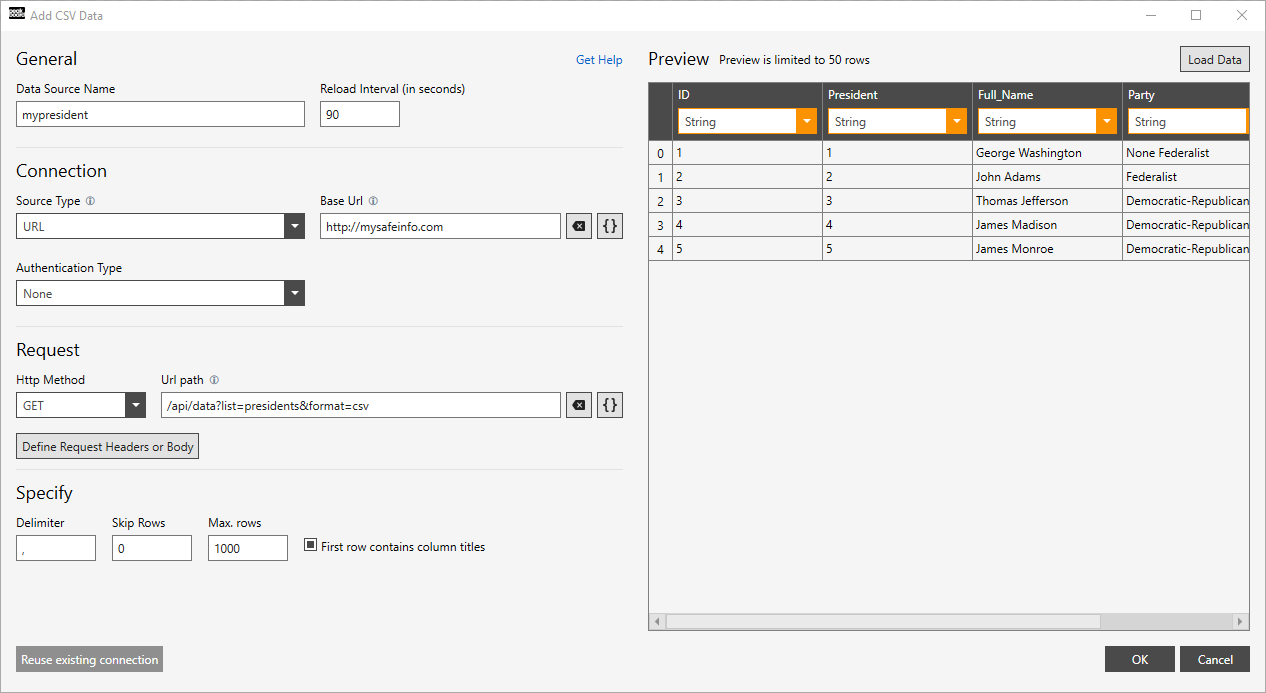 peak board Add CSV Data
General
Get Help
Data Source Name
Reload Interval (in seconds)
mypresident
90
Connection
Source Type
Base Url
URL
http://mysafeinfo.com
{}
Authentication Type
None
Request
Http Method
Url path
GET
/api/data?list=presidents&format=csv
{}
Define Request Headers or Body
Specify
Delimiter
Skip Rows
Max. rows
,
0
1000
First row contains column titles
Reuse existing connection
Preview Preview is limited to 50 rows
Load Data
ID President Full_Name Party
String String String String
0 1 1 George Washington None Federalist
1 2 2 John Adams Federalist
2 3 3 Thomas Jefferson Democratic-Republican
3 4 4 James Madison Democratic-Republican
4 5 5 James Monroe Democratic-Republican
OK
Cancel